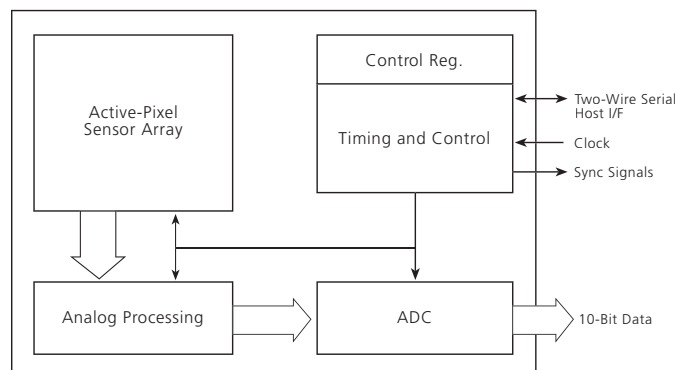 Active-Pixel
Sensor Array
Control Reg.
Timing and Control
Two-Wire Serial
Host I/F
Clock
Sync Signals
Analog Processing
ADC
10-Bit Data